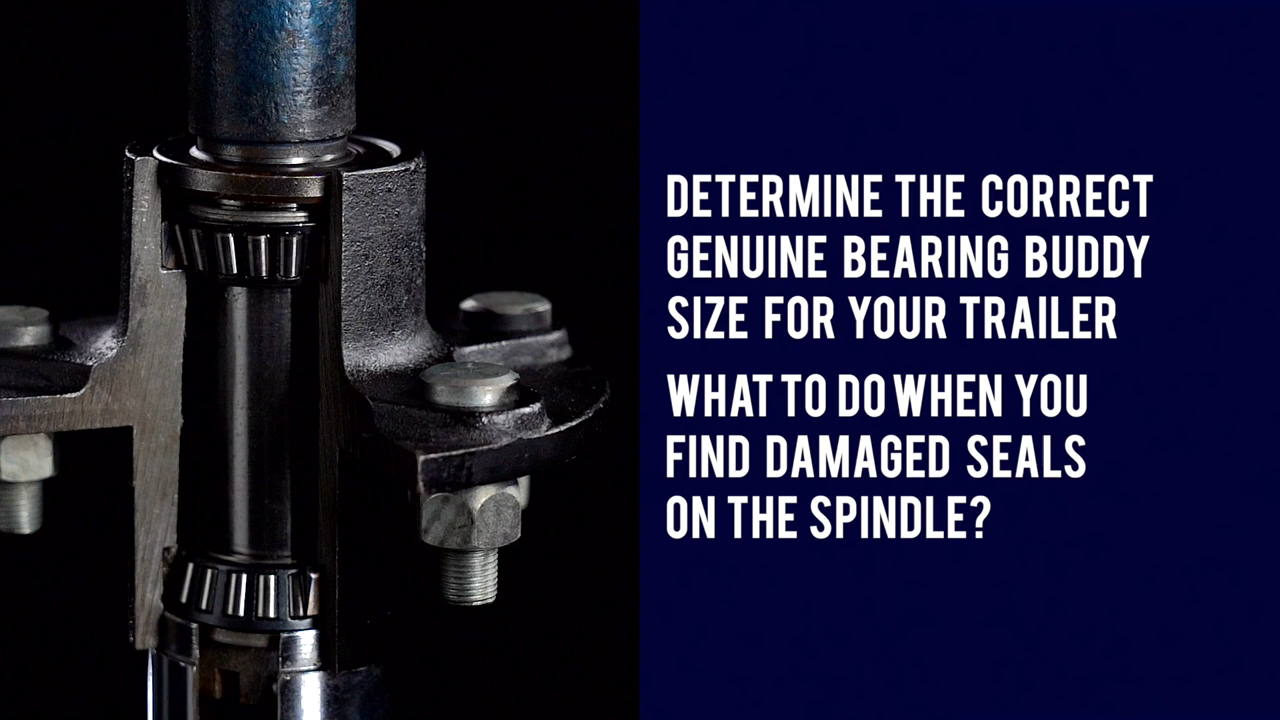 DETERMINE THE CORRECT
GENUINE BEARING BUDDY
SIZE FOR YOUR TRAILER
WHAT TO DO WHEN YOU
FIND DAMAGED SEALS
ON THE SPINDLE?